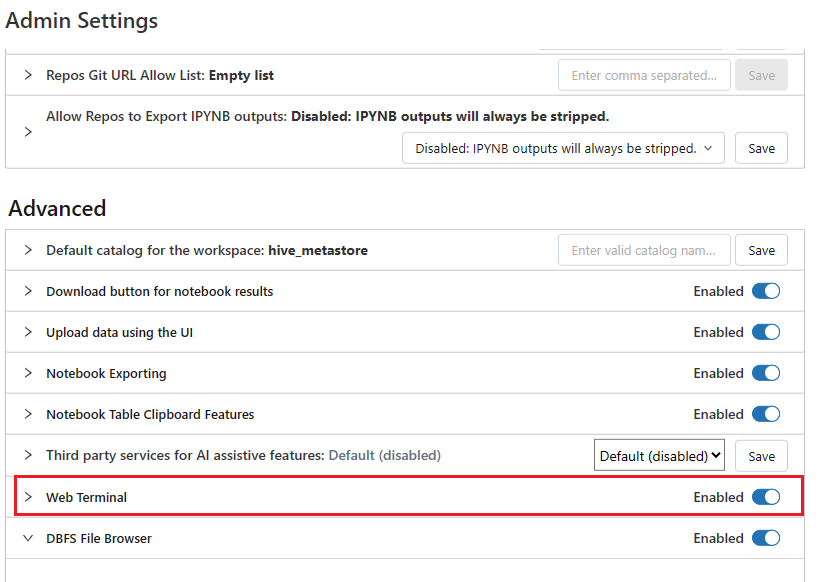 Admin Settings
Repos Git URL Allow List: Empty list
Enter comma separated...
Save
Allow Repos to Export IPYNB outputs: Disabled: IPYNB outputs will always be stripped.
Disabled: IPYNB outputs will always be stripped.
Save
Advanced
Default catalog for the workspace: hive_metastore
Enter valid catalog nam...
Save
Download button for notebook results
Enabled
Upload data using the UI
Enabled
Notebook Exporting
Enabled
Notebook Table Clipboard Features
Enabled
Third party services for AI assistive features: Default (disabled)
Default (disabled)
Save
Web Terminal
Enabled
DBFS File Browser
Enabled